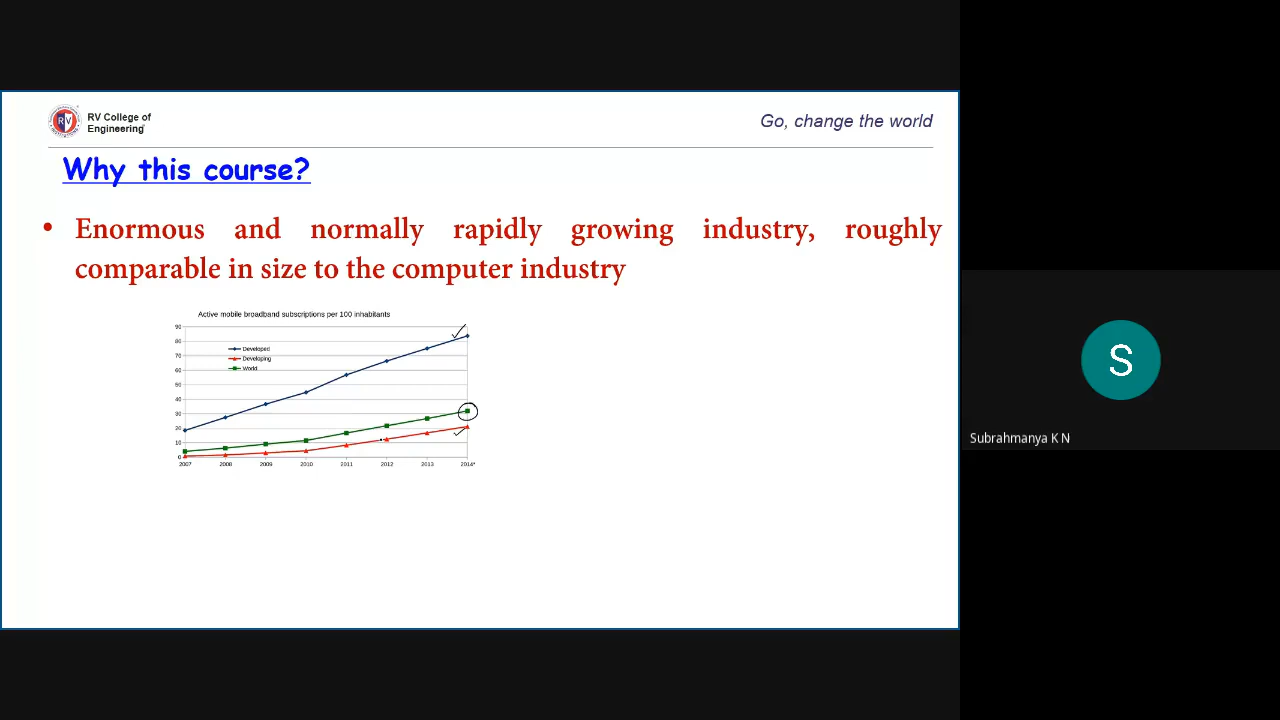 RV College of
Engineering
Go, change the world
Why this course?
• Enormous and normally rapidly growing industry, roughly
comparable in size to the computer industry
Active mobile broadband subscriptions per 100 inhabitants
90
80
70
60
50
40
30
20
10
0
Developed
Developing
World
2007 2008 2009 2010 2011 2012 2013 2014*
S
Subrahmanya K N